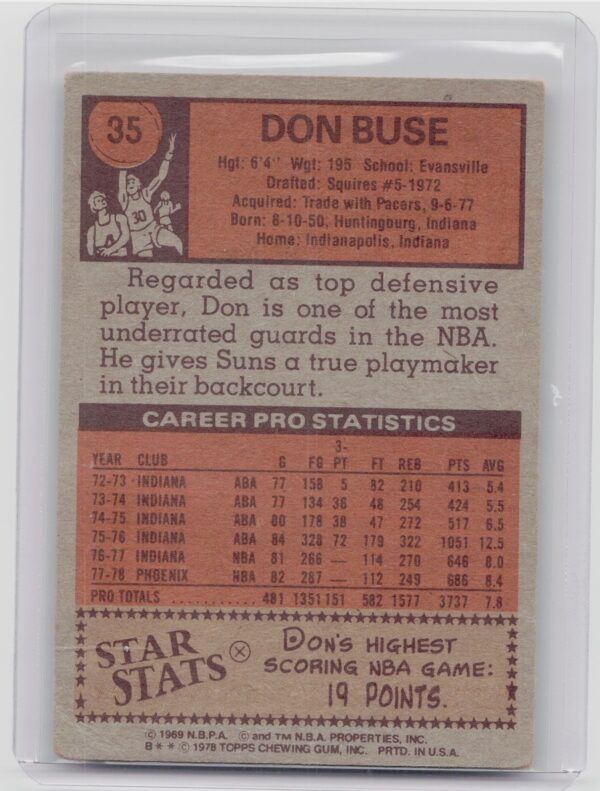 35
DON BUSE
Hgt: 6'4" Wgt: 195 School: Evansville
Drafted: Squires #5-1972
Acquired: Trade with Pacers, 9-6-77
Born: 8-10-50, Huntingburg, Indiana
Home: Indianapolis, Indiana
30
Regarded as top defensive
player, Don is one of the most
underrated guards in the NBA.
He gives Suns a true playmaker
in their backcourt.
CAREER PRO STATISTICS
YEAR CLUB G FG 3-PT FT REB PTS AVG
72-73 INDIANA ABA 77 158 5 92 210 413 5.4
73-74 INDIANA ABA 77 134 36 48 254 424 5.5
74-75 INDIANA ABA 80 178 38 47 272 517 6.5
75-76 INDIANA ABA 84 328 72 179 322 1051 12.5
76-77 INDIANA NBA 81 266 — 114 270 646 8.0
77-78 PHOENIX NBA 82 287 — 112 249 686 8.4
PRO TOTALS ........... 481 1351 151 582 1577 3737 7.8
STAR STATS
DON'S HIGHEST
SCORING NBA GAME:
19 POINTS.
© 1969 N.B.P.A. © and TM N.B.A. PROPERTIES, INC.
B * * © 1978 TOPPS CHEWING GUM, INC. PRTD. IN U.S.A.